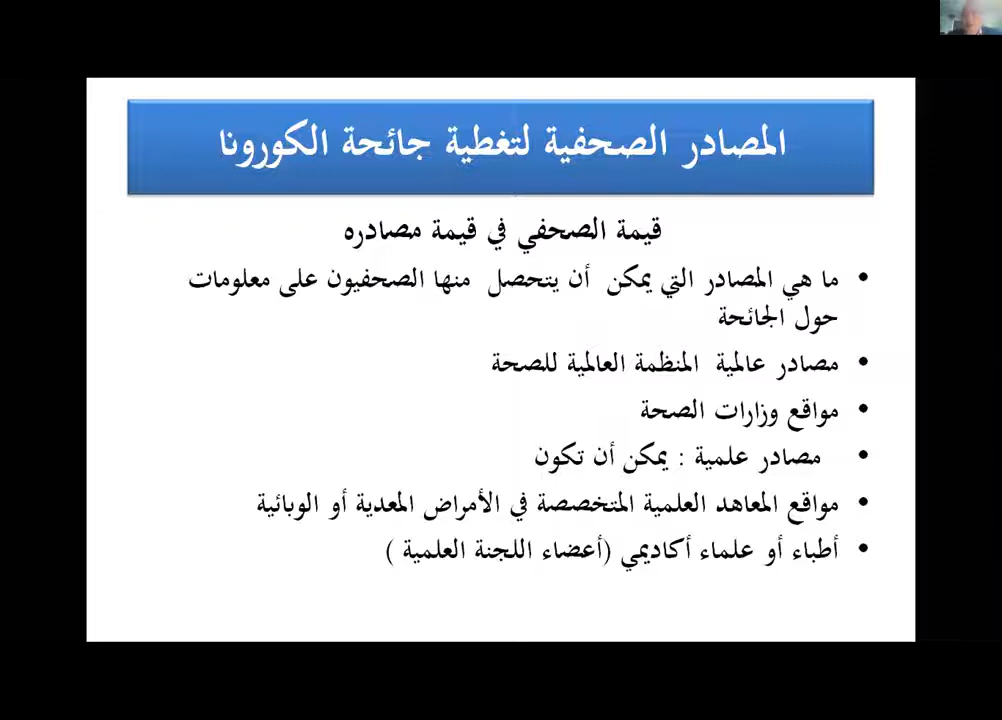 المصادر الصحفية لتغطية جائحة الكورونا
قيمة الصحفي في قيمة مصادره
• ما هي المصادر التي يمكن أن يتحصل منها الصحفيون على معلومات
حول الجائحة
• مصادر عالمية المنظمة العالمية للصحة
• مواقع وزارات الصحة
• مصادر علمية : يمكن أن تكون
• مواقع المعاهد العلمية المتخصصة في الأمراض المعدية أو الوبائية
• أطباء أو علماء أكاديمي (أعضاء اللجنة العلمية )